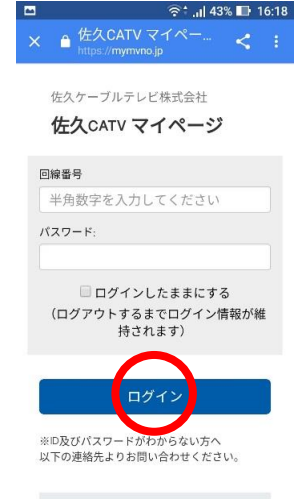 43% 16:18
佐久CATV マイペー...
https://mymvno.jp
佐久ケーブルテレビ株式会社
佐久CATV マイページ
回線番号
半角数字を入力してください
パスワード:
ログインしたままにする
(ログアウトするまでログイン情報が維
持されます)
ログイン
※ID及びパスワードがわからない方へ
以下の連絡先よりお問い合わせください。